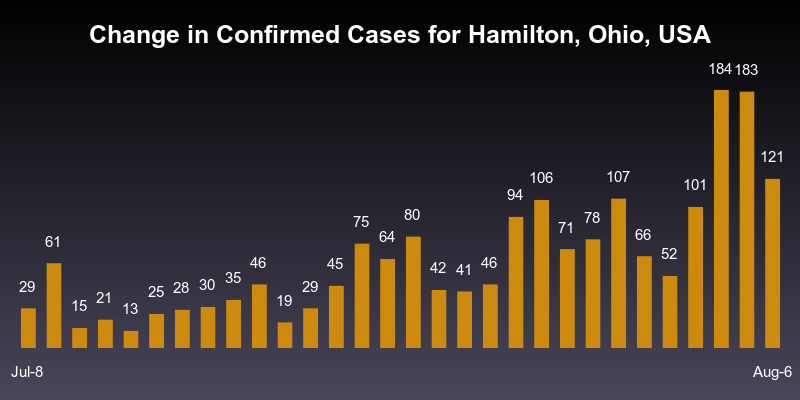 Change in Confirmed Cases for Hamilton, Ohio, USA
29 61 15 21 13 25 28 30 35 46 19 29 45 75 64 80 42 41 46 94 106 71 78 107 66 52 101 184 183 121
Jul-8 Aug-6